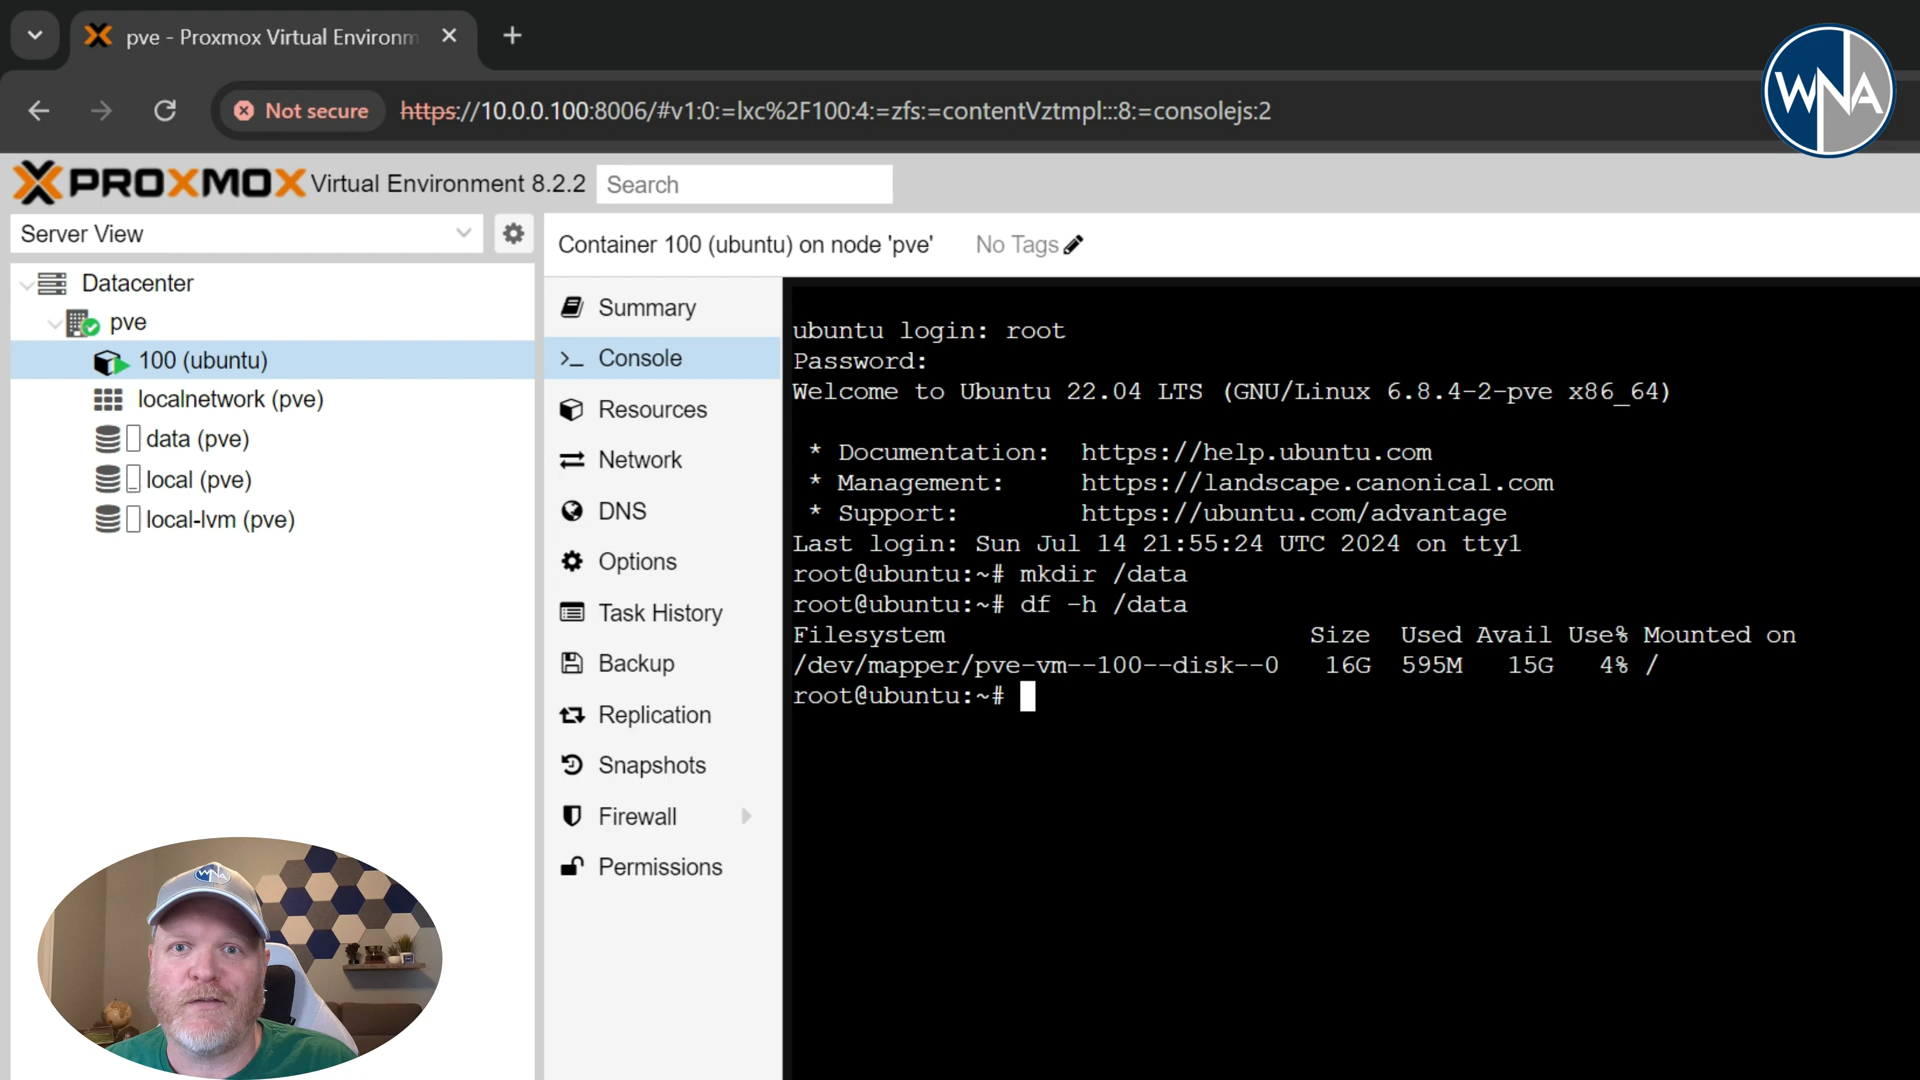 pve - Proxmox Virtual Environm
Not secure
https://10.0.0.100:8006/#v1:0:=lxc%2F100:4:=zfs:=contentVztmpl:::8:=consolejs:2
WNA
PROXMOX Virtual Environment 8.2.2
Search
Server View
Datacenter
pve
100 (ubuntu)
localnetwork (pve)
data (pve)
local (pve)
local-lvm (pve)
Container 100 (ubuntu) on node 'pve'
No Tags
Summary
Console
Resources
Network
DNS
Options
Task History
Backup
Replication
Snapshots
Firewall
Permissions
ubuntu login: root
Password:
Welcome to Ubuntu 22.04 LTS (GNU/Linux 6.8.4-2-pve x86_64)
* Documentation: https://help.ubuntu.com
* Management: https://landscape.canonical.com
* Support: https://ubuntu.com/advantage
Last login: Sun Jul 14 21:55:24 UTC 2024 on tty1
root@ubuntu:~# mkdir /data
root@ubuntu:~# df -h /data
Filesystem Size Used Avail Use% Mounted on
/dev/mapper/pve-vm--100--disk--0 16G 595M 15G 4% /
root@ubuntu:~#
WNA